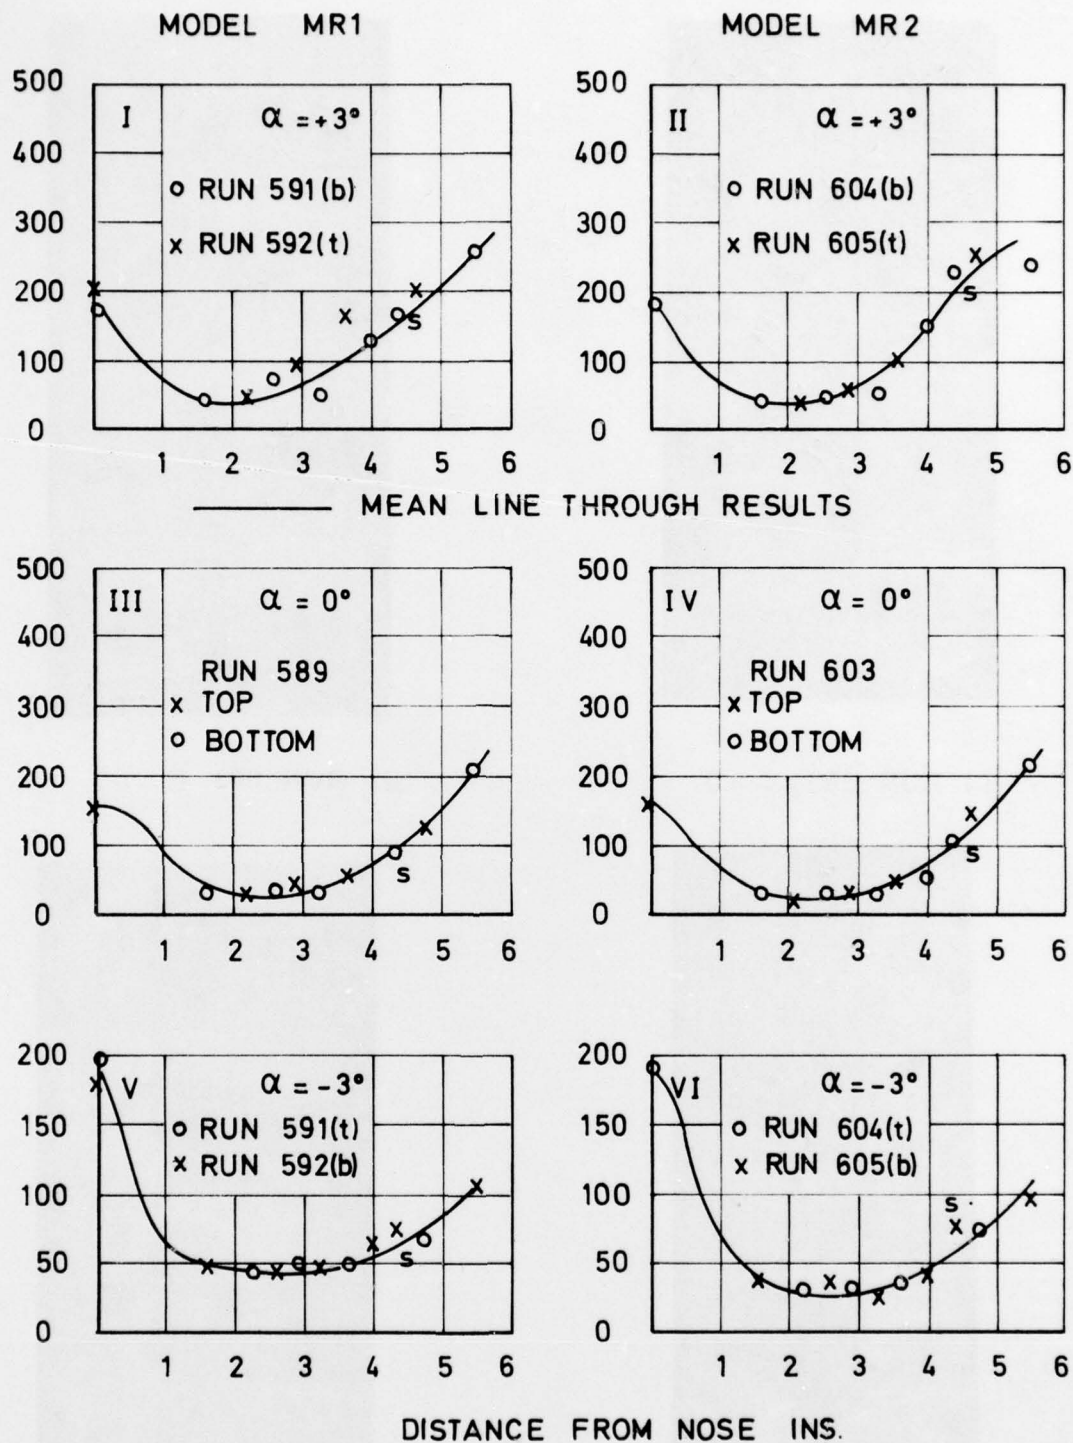 MODEL MR1
MODEL MR2
500
400
300
200
100
0
I
α = +3°
o RUN 591(b)
x RUN 592(t)
S
1 2 3 4 5 6
500
400
300
200
100
0
II
α = +3°
o RUN 604(b)
x RUN 605(t)
S
1 2 3 4 5 6
MEAN LINE THROUGH RESULTS
500
400
300
200
100
0
III
α = 0°
RUN 589
x TOP
o BOTTOM
S
1 2 3 4 5 6
500
400
300
200
100
0
IV
α = 0°
RUN 603
x TOP
o BOTTOM
S
1 2 3 4 5 6
200
150
100
50
0
V
α = -3°
o RUN 591(t)
x RUN 592(b)
S
1 2 3 4 5 6
200
150
100
50
0
VI
α = -3°
o RUN 604(t)
x RUN 605(b)
S
1 2 3 4 5 6
DISTANCE FROM NOSE INS.